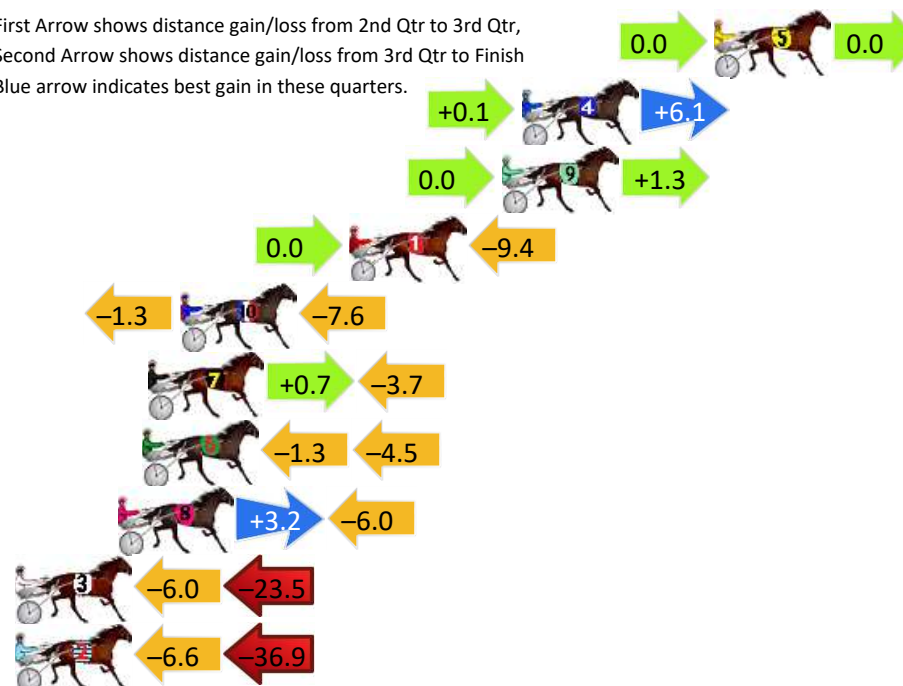 First Arrow shows distance gain/loss from 2nd Qtr to 3rd Qtr,
Second Arrow shows distance gain/loss from 3rd Qtr to Finish
Blue arrow indicates best gain in these quarters.
0.0 5 0.0
+0.1 4 +6.1
0.0 9 +1.3
0.0 1 –9.4
–1.3 10 –7.6
7 +0.7 –3.7
6 –1.3 –4.5
8 +3.2 –6.0
3 –6.0 –23.5
2 –6.6 –36.9